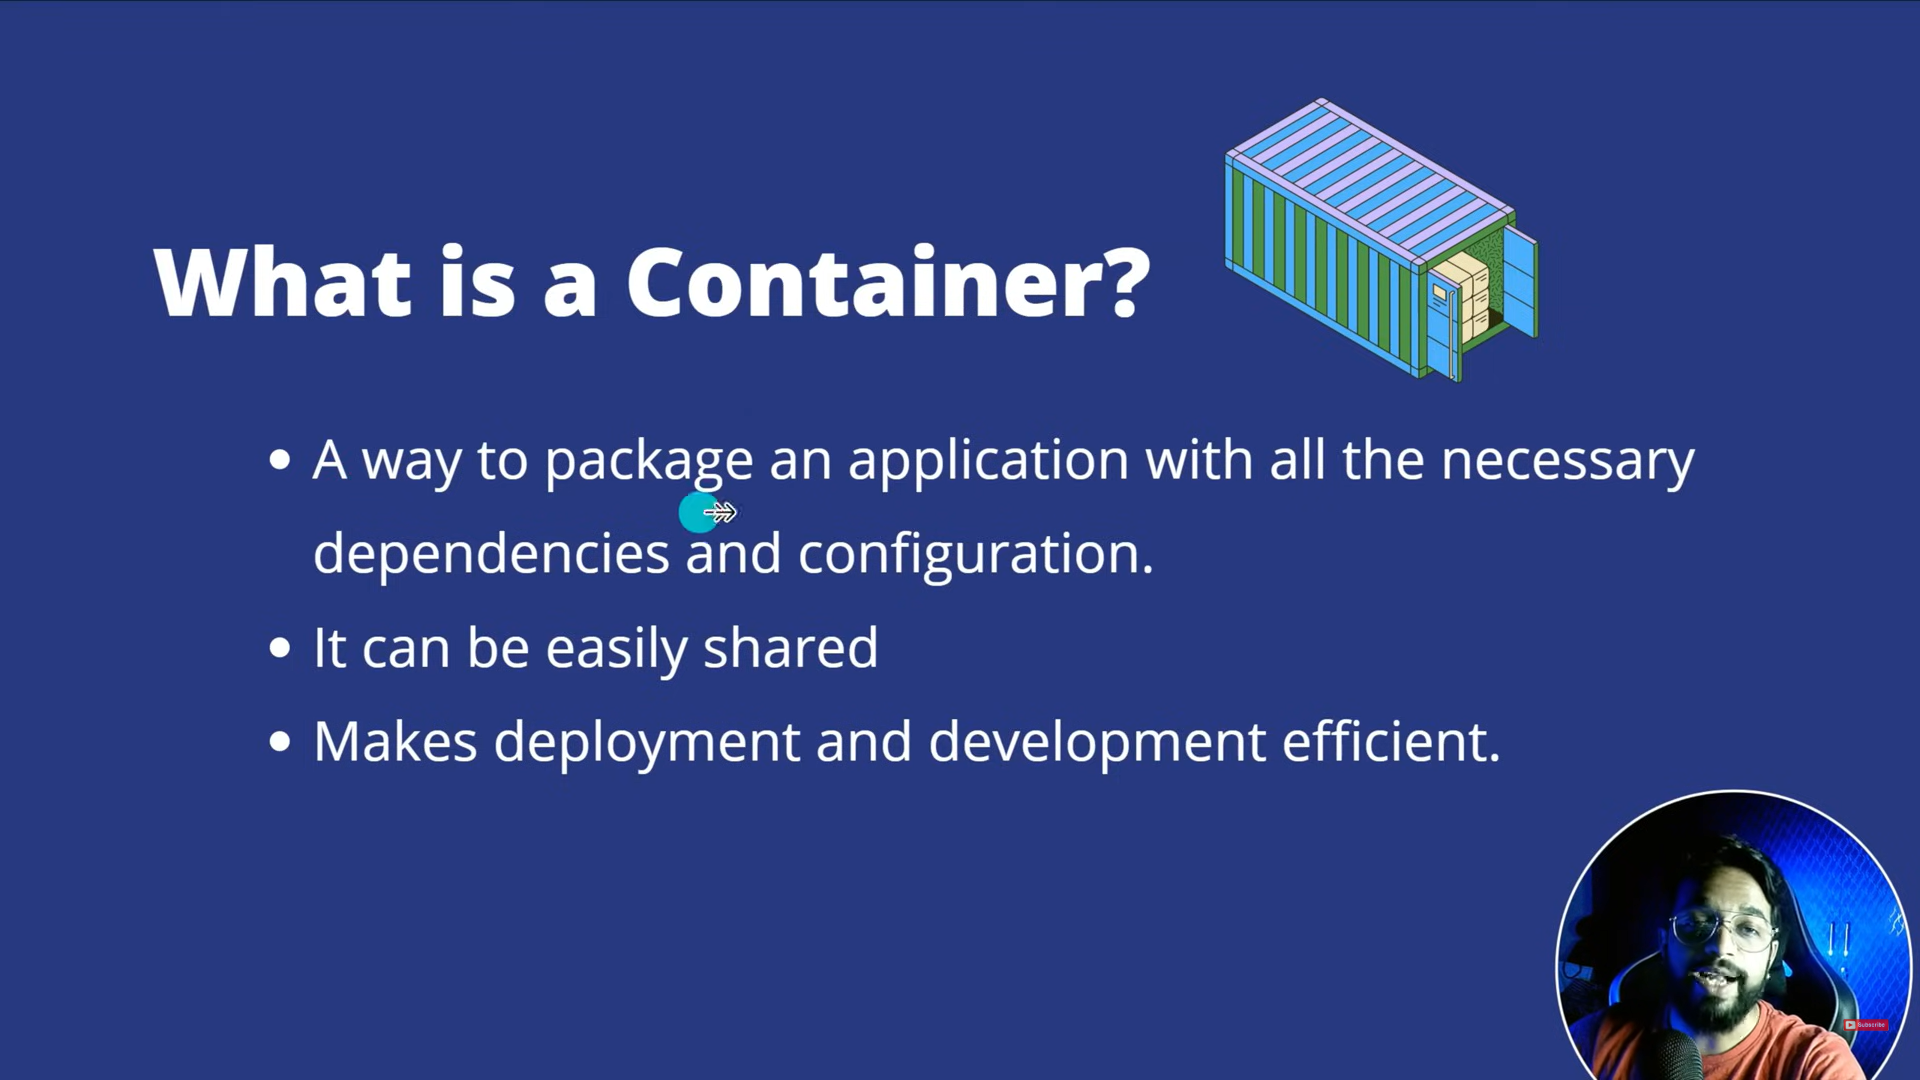 What is a Container?
• A way to package an application with all the necessary
dependencies and configuration.
• It can be easily shared
• Makes deployment and development efficient.
Subscribe